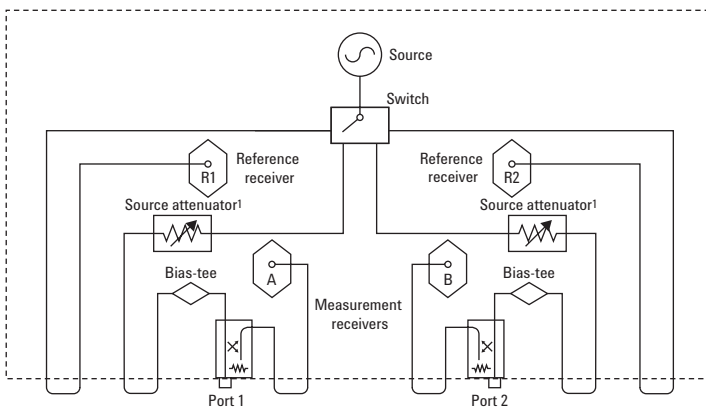 Source
Switch
R1
Reference
receiver
Reference
receiver
R2
Source attenuator1
Source attenuator1
Bias-tee
A
Measurement
receivers
B
Bias-tee
Port 1
Port 2